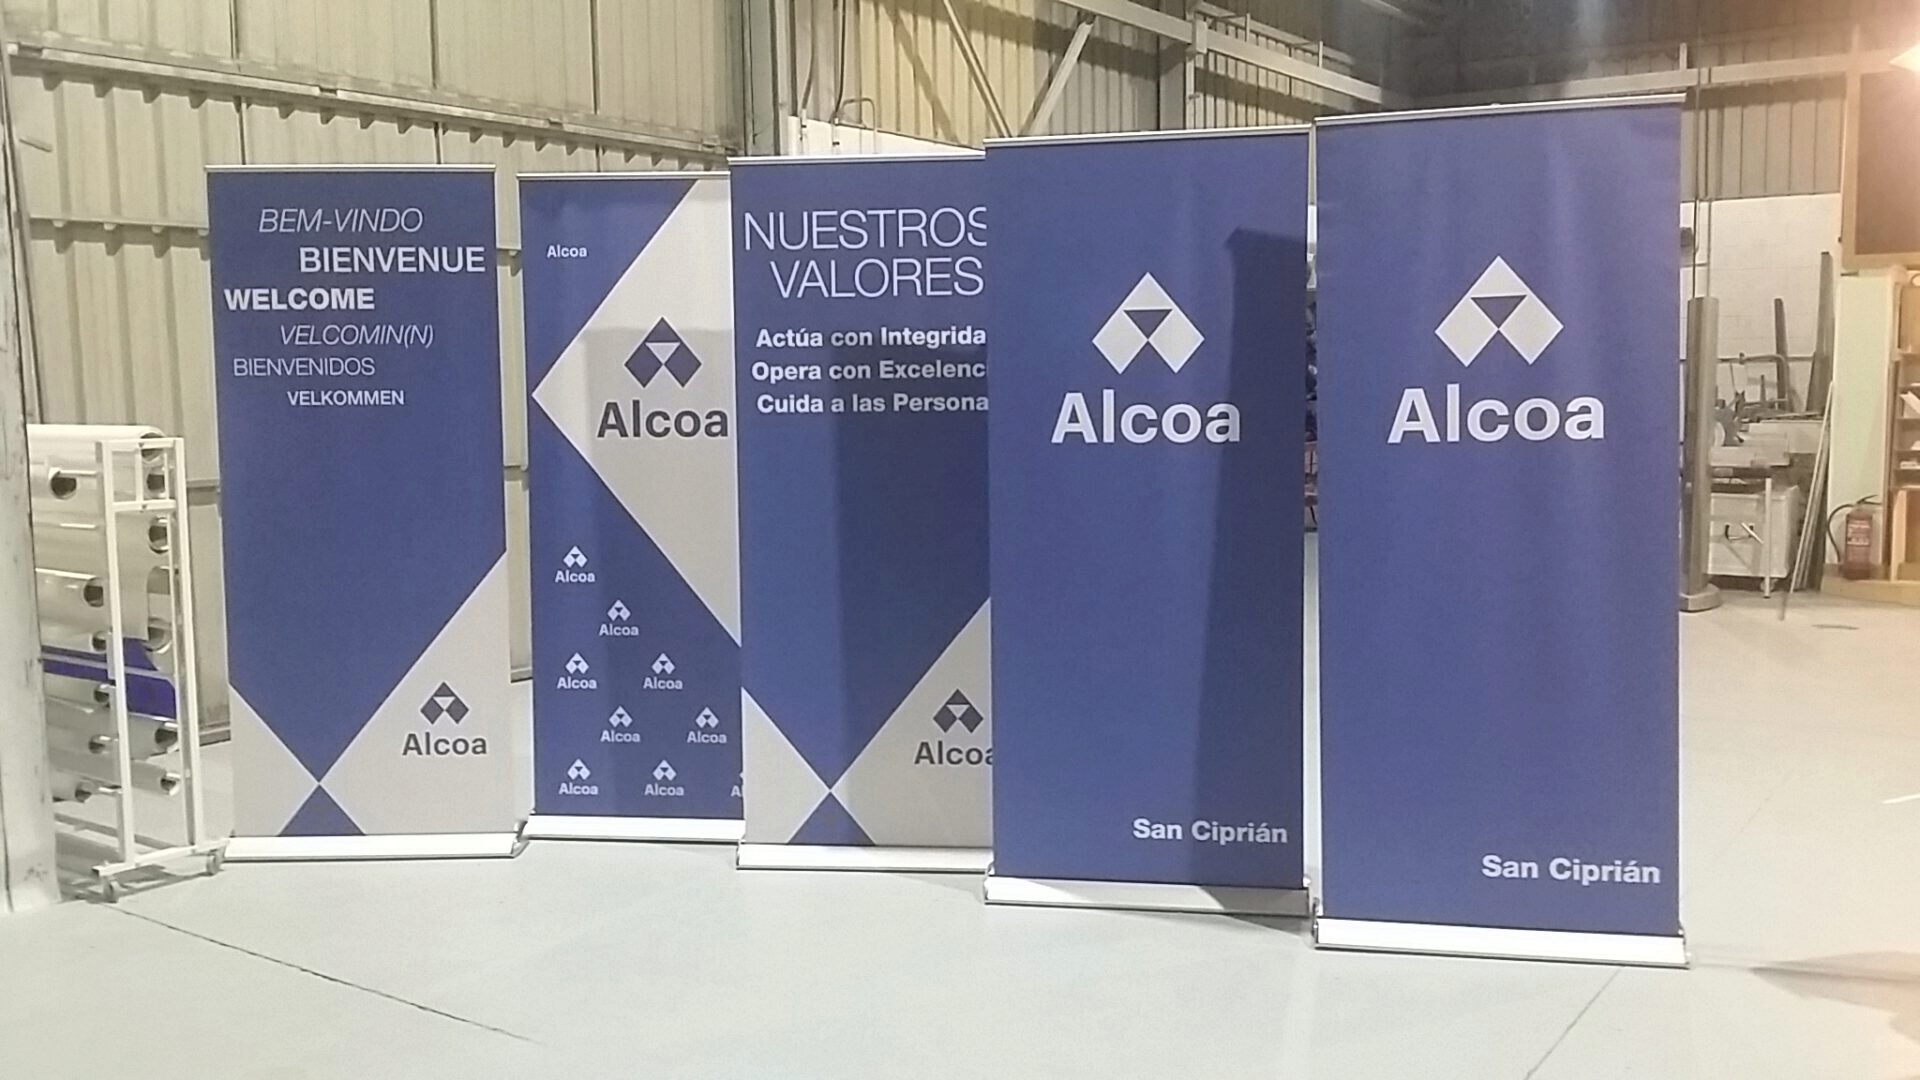 BEM-VINDO
BIENVENUE
WELCOME
VELCOMIN(N)
BIENVENIDOS
VELKOMMEN
Alcoa
Alcoa
Alcoa
Alcoa
Alcoa
Alcoa
Alcoa
Alcoa
Alcoa
Alcoa
Alcoa
A
NUESTROS
VALORES
Actúa con Integrida
Opera con Excelenc
Cuida a las Persona
Alcoa
Alcoa
San Ciprián
Alcoa
San Ciprián